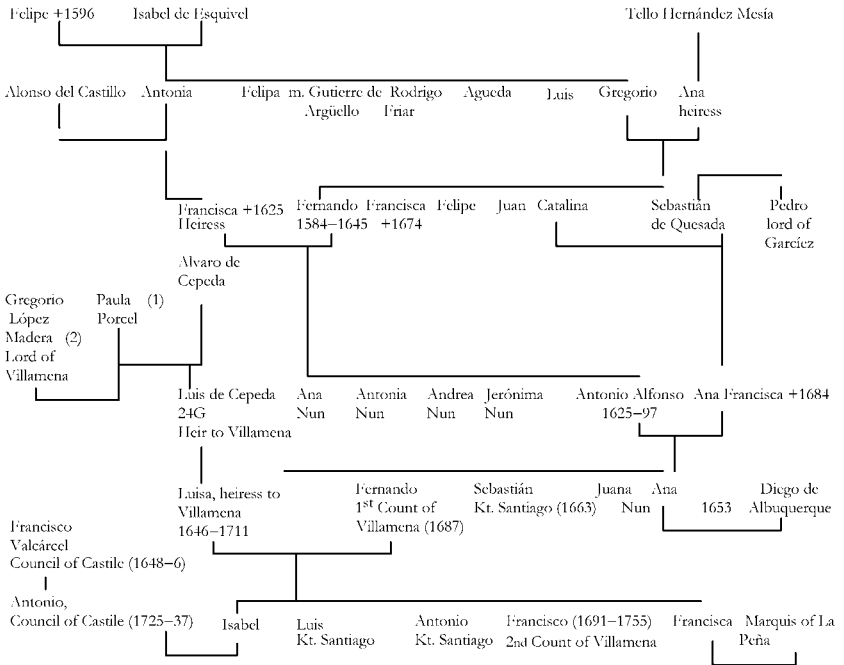 Felipe +1596 Isabel de Esquivel Tello Hernández Mesía
Alonso del Castillo Antonia Felipa m. Gutierre de Rodrigo Agueda Luis Gregorio Ana
Argüello Friar heiress
Francisca +1625 Fernando Francisca Felipe Juan Catalina Sebastián Pedro
Heiress 1584–1645 +1674 de Quesada lord of
Garcíez
Alvaro de
Cepeda
Gregorio Paula (1)
López Porcel
Madera (2)
Lord of
Villamena
Luis de Cepeda Ana Antonia Andrea Jerónima Antonio Alfonso Ana Francisca +1684
24G Nun Nun Nun Nun 1625–97
Heir to Villamena
Luisa, heiress to Fernando Sebastián Juana Ana Diego de
Villamena 1st Count of Kt. Santiago (1663) Nun 1653 Albuquerque
1646–1711 Villamena (1687)
Francisco
Valcárcel
Council of Castile (1648–6)
Antonio,
Council of Castile (1725–37)
Isabel Luis Antonio Francisco (1691–1755) Francisca Marquis of La
Kt. Santiago Kt. Santiago 2nd Count of Villamena Peña